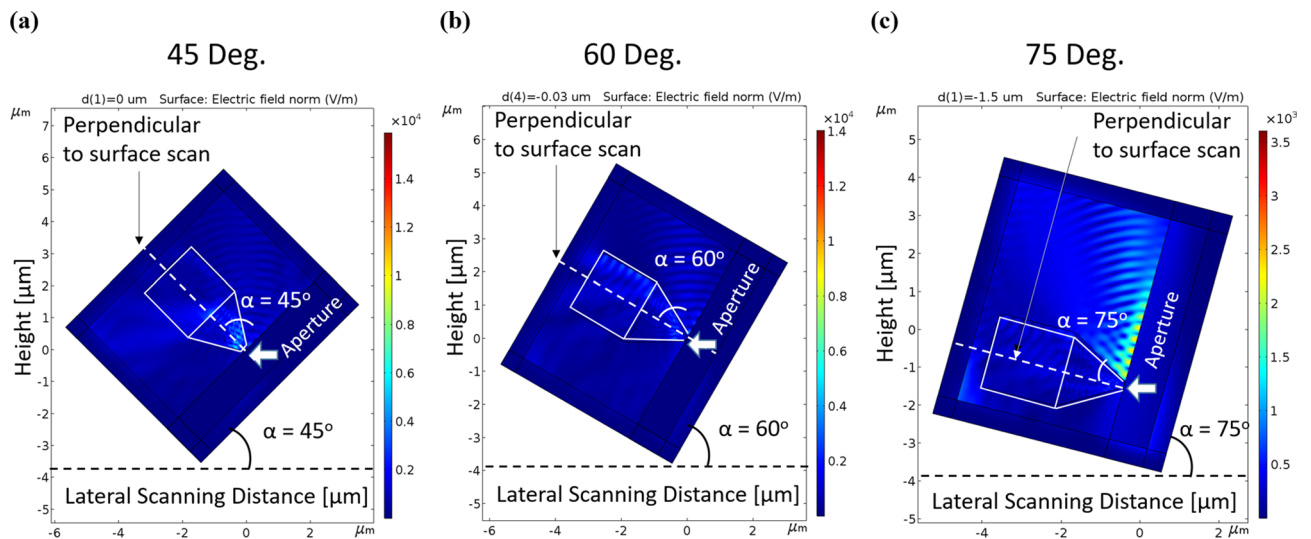 (a)
45 Deg.
μm
d(1)=0 um Surface: Electric field norm (V/m)
Perpendicular
to surface scan
×10⁴
7
6
5
4
3
2
1
0
-1
-2
-3
-4
-5
Height [μm]
α = 45°
Aperture
α = 45°
Lateral Scanning Distance [μm]
-6
-4
-2
0
2
μm
1.4
1.2
1
0.8
0.6
0.4
0.2
(b)
60 Deg.
μm
d(4)=-0.03 um Surface: Electric field norm (V/m)
Perpendicular
to surface scan
×10⁴
7
6
5
4
3
2
1
0
-1
-2
-3
-4
-5
Height [μm]
α = 60°
Aperture
α = 60°
Lateral Scanning Distance [μm]
-6
-4
-2
0
2
μm
1.4
1.2
1
0.8
0.6
0.4
0.2
(c)
75 Deg.
μm
d(1)=-1.5 um Surface: Electric field norm (V/m)
Perpendicular
to surface scan
×10³
5
4
3
2
1
0
-1
-2
-3
-4
-5
Height [μm]
α = 75°
Aperture
α = 75°
Lateral Scanning Distance [μm]
-4
-2
0
2
μm
3.5
3
2.5
2
1.5
1
0.5